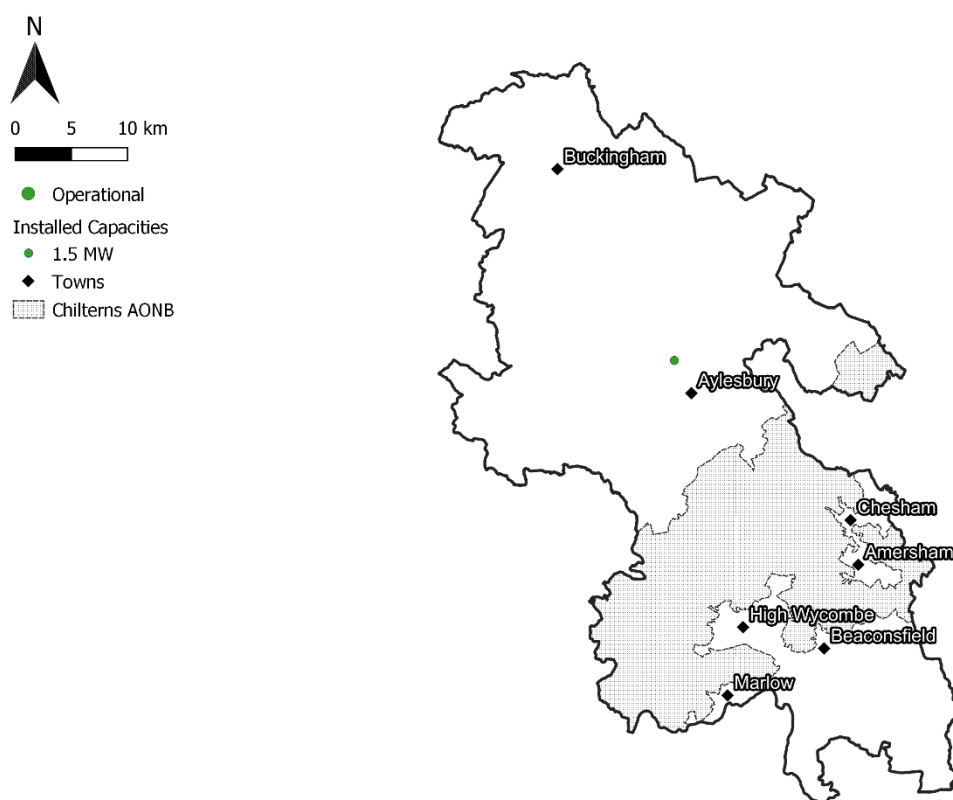 N
0 5 10 km
Operational
Installed Capacities
1.5 MW
Towns
Chilterns AONB
Buckingham
Aylesbury
Chesham
Amersham
High Wycombe
Beaconsfield
Marlow